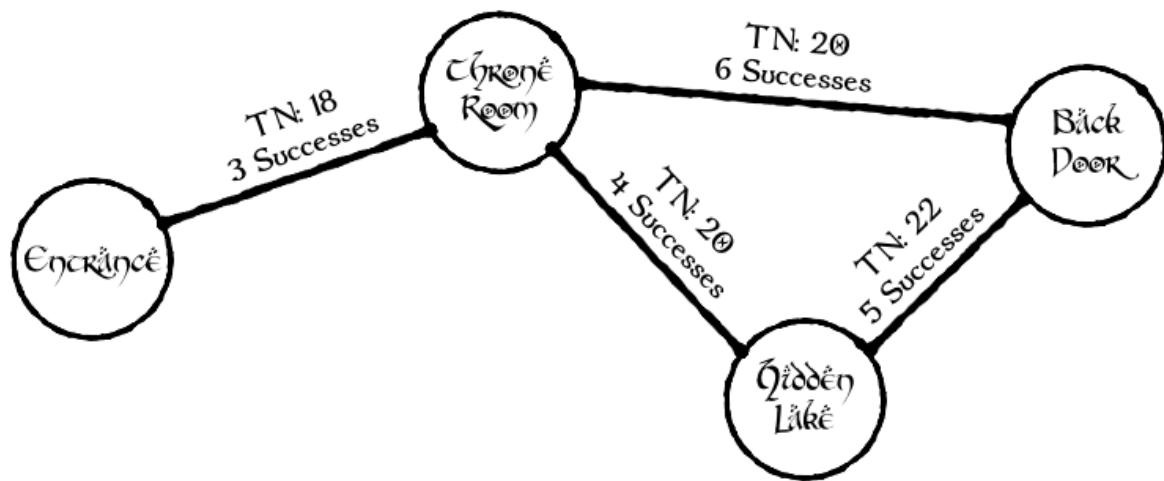 Entrance
TN: 18
3 Successes
Throne
Room
TN: 20
6 Successes
Back
Door
TN: 20
4 Successes
TN: 22
5 Successes
Hidden
Lake